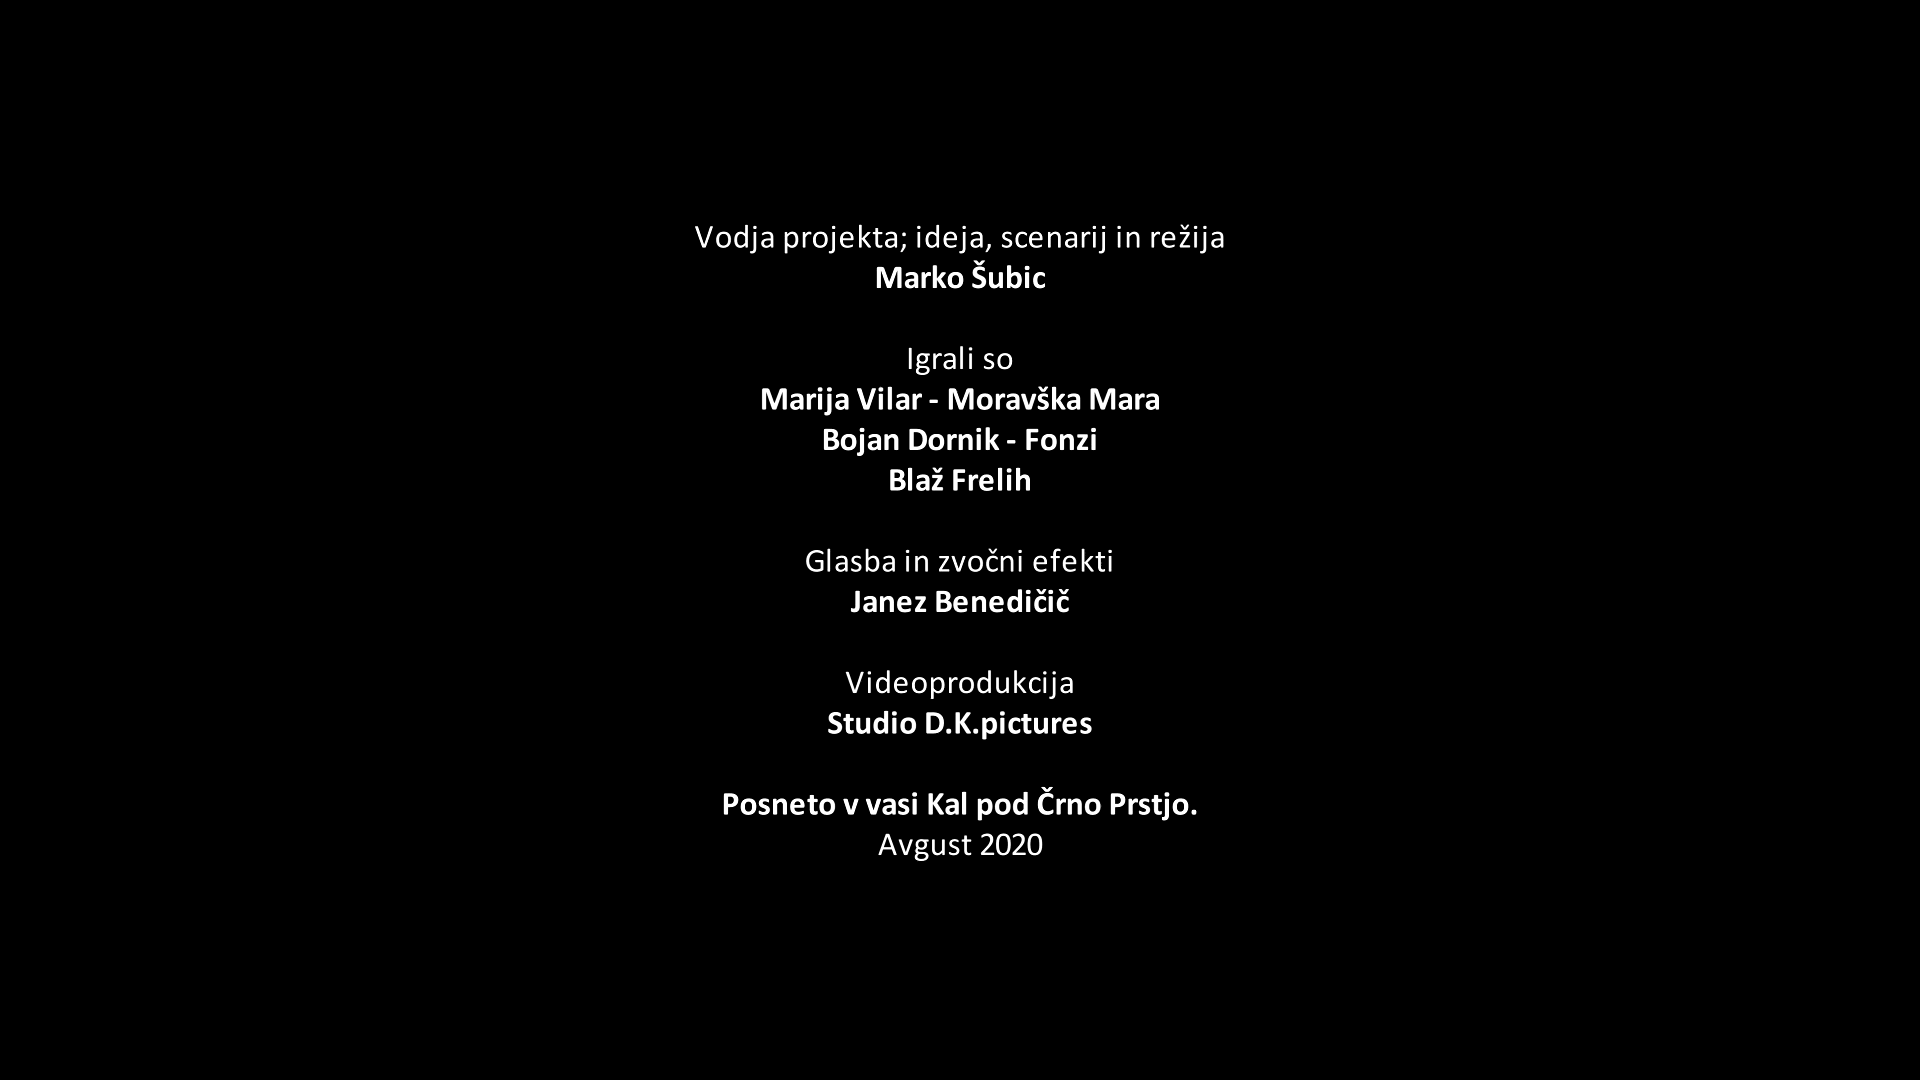 Vodja projekta; ideja, scenarij in režija
Marko Šubic
Igrali so
Marija Vilar - Moravška Mara
Bojan Dornik - Fonzi
Blaž Frelih
Glasba in zvočni efekti
Janez Benedičič
Videoprodukcija
Studio D.K.pictures
Posneto v vasi Kal pod Črno Prstjo.
Avgust 2020